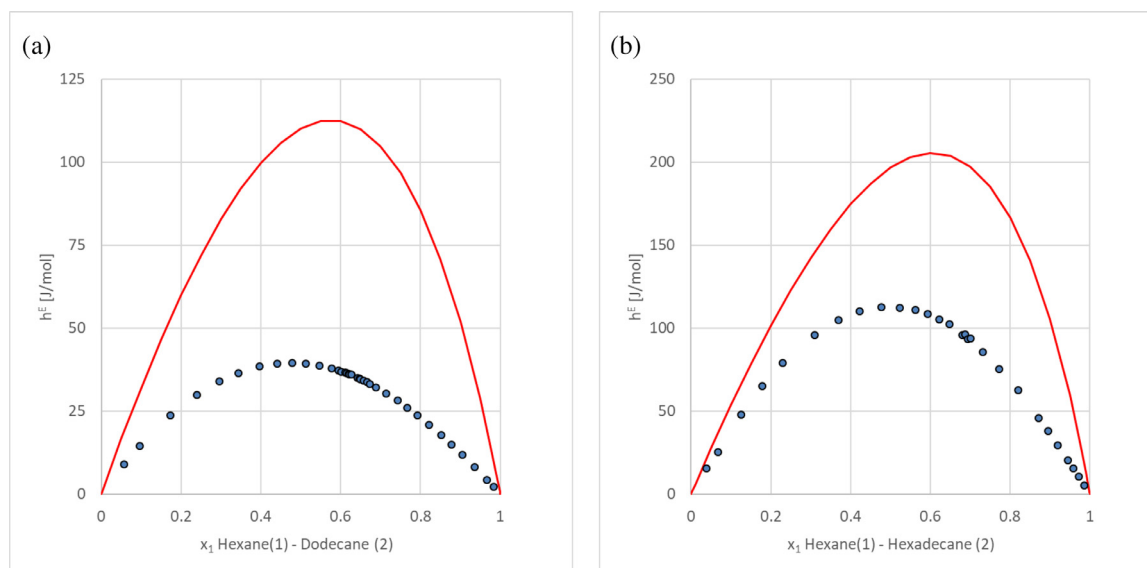 (a)
125
100
75
50
25
0
hᴱ [J/mol]
0 0.2 0.4 0.6 0.8 1
x₁ Hexane(1) - Dodecane (2)
(b)
250
200
150
100
50
0
hᴱ [J/mol]
0 0.2 0.4 0.6 0.8 1
x₁ Hexane(1) - Hexadecane (2)